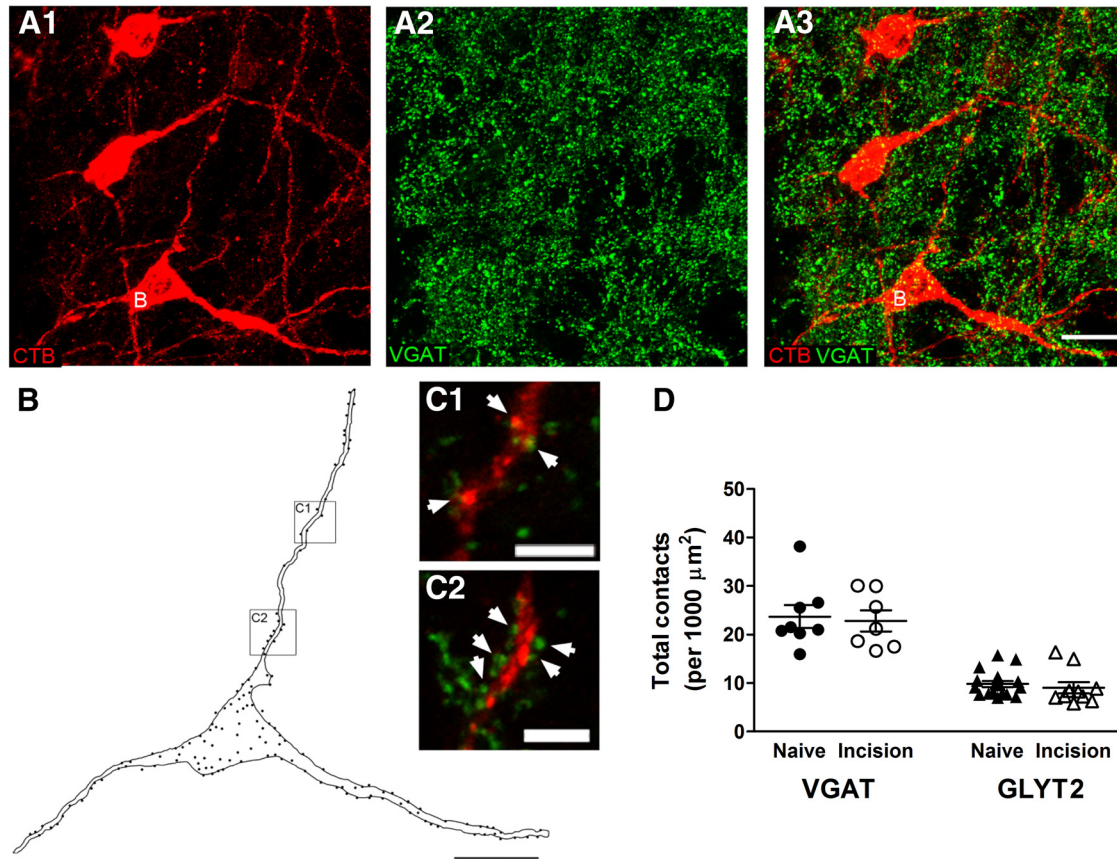 A1
A2
A3
B
B
CTB
VGAT
CTB VGAT
B
C1
C2
C1
C2
D
Total contacts
(per 1000 μm²)
50
40
30
20
10
0
Naive Incision
Naive Incision
VGAT
GLYT2